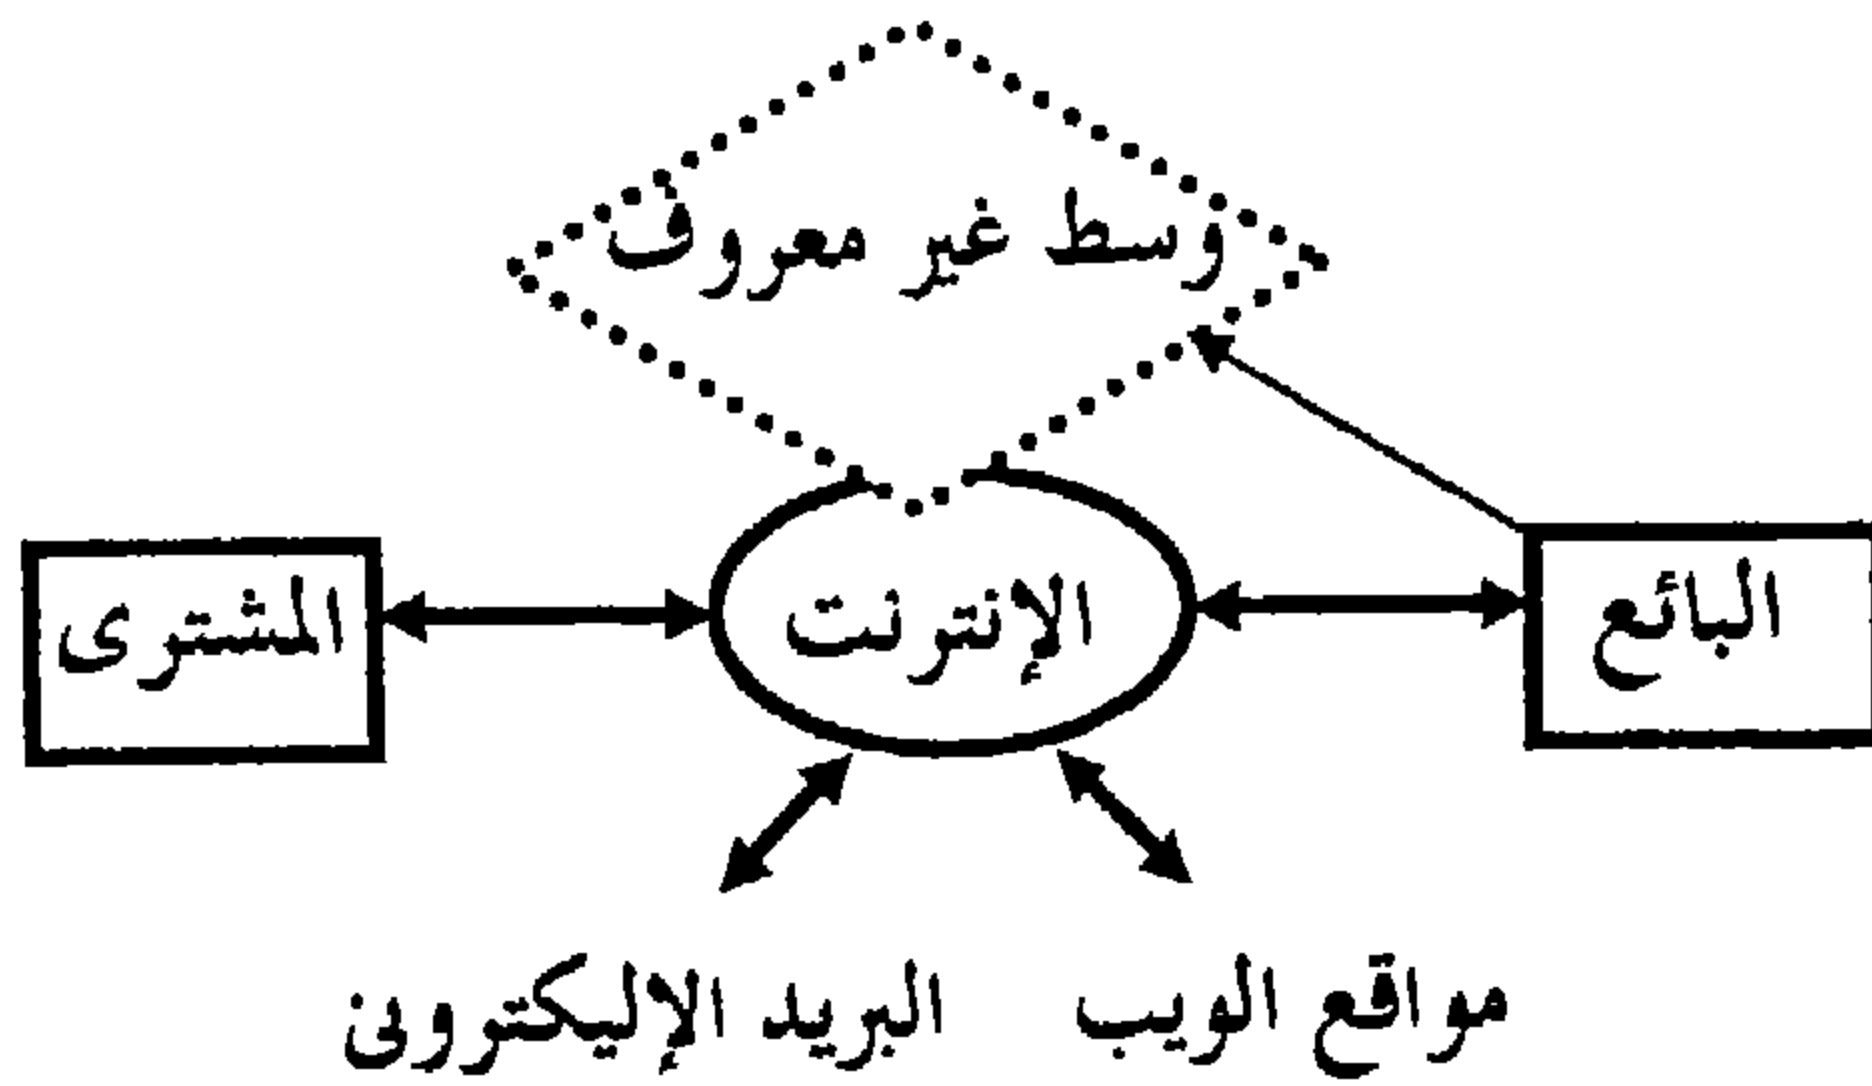 وسط غير معروف
البائع
الإنترنت
المشترى
مواقع الويب
البريد الإليكترونى